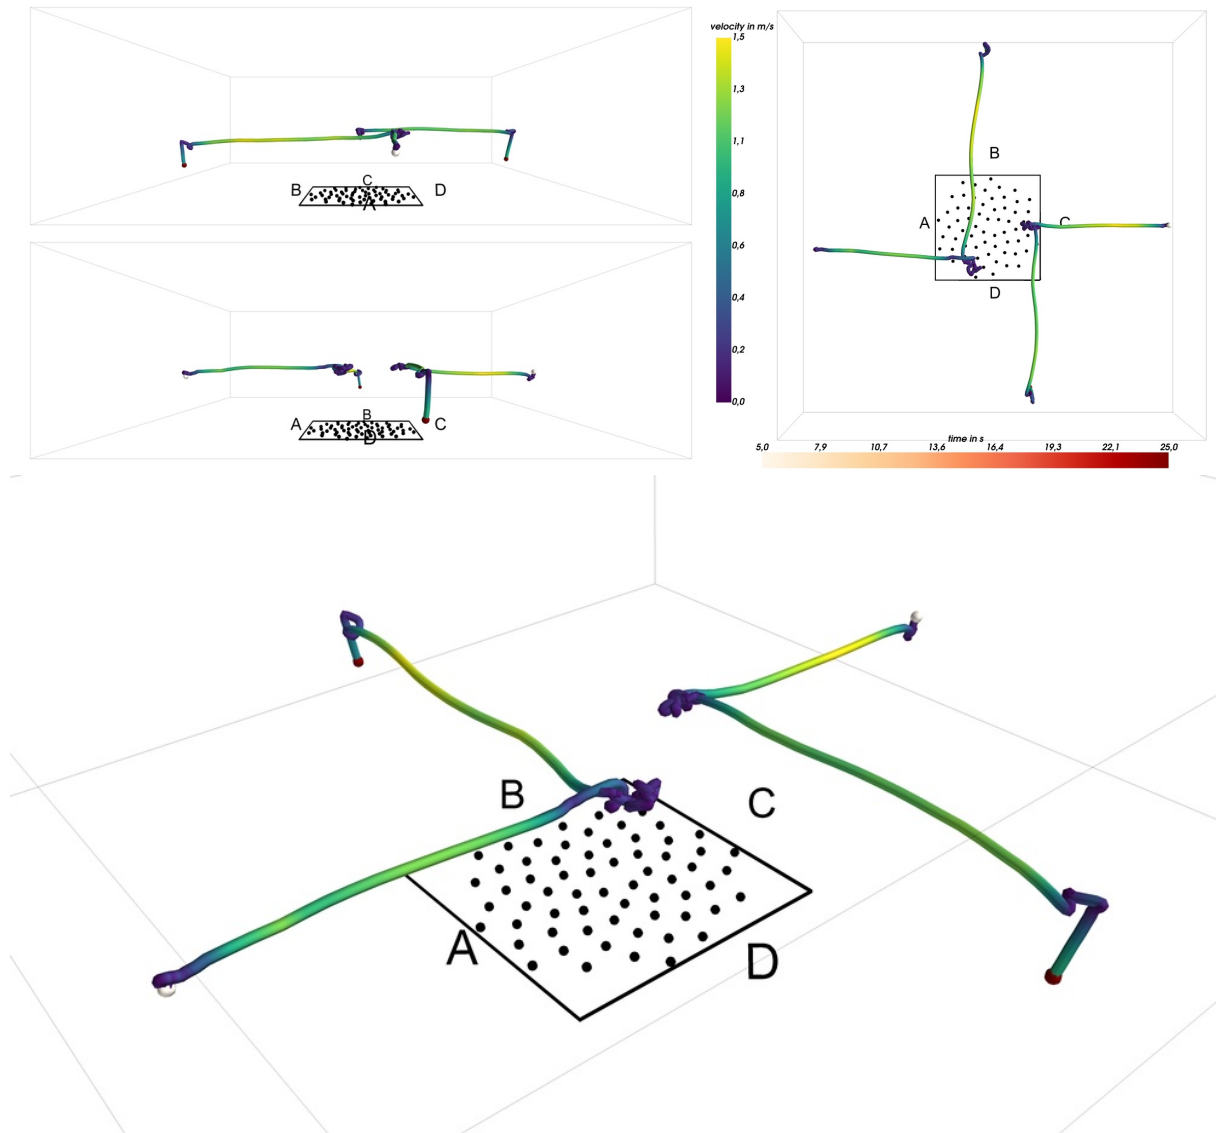 velocity in m/s
1,5
1,3
1,1
0,8
0,6
0,4
0,2
0,0
B
C
A
D
A
B
D
C
B
A
C
D
time in s
5,0
7,9
10,7
13,6
16,4
19,3
22,1
25,0
B
C
A
D